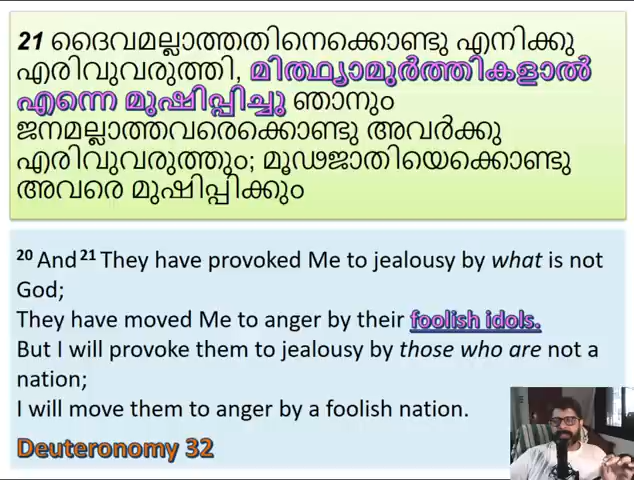 21 ദൈവമല്ലാത്തതിനെക്കൊണ്ടു എനിക്കു
എരിവുവരുത്തി, മിത്ഥ്യാമൂർത്തികളാൽ
എന്നെ മുഷിപ്പിച്ചു ഞാനും
ജനമല്ലാത്തവരെക്കൊണ്ടു അവർക്കു
എരിവുവരുത്തും; മൂഢജാതിയെക്കൊണ്ടു
അവരെ മുഷിപ്പിക്കും
20 And 21 They have provoked Me to jealousy by what is not
God;
They have moved Me to anger by their foolish idols.
But I will provoke them to jealousy by those who are not a
nation;
I will move them to anger by a foolish nation.
Deuteronomy 32